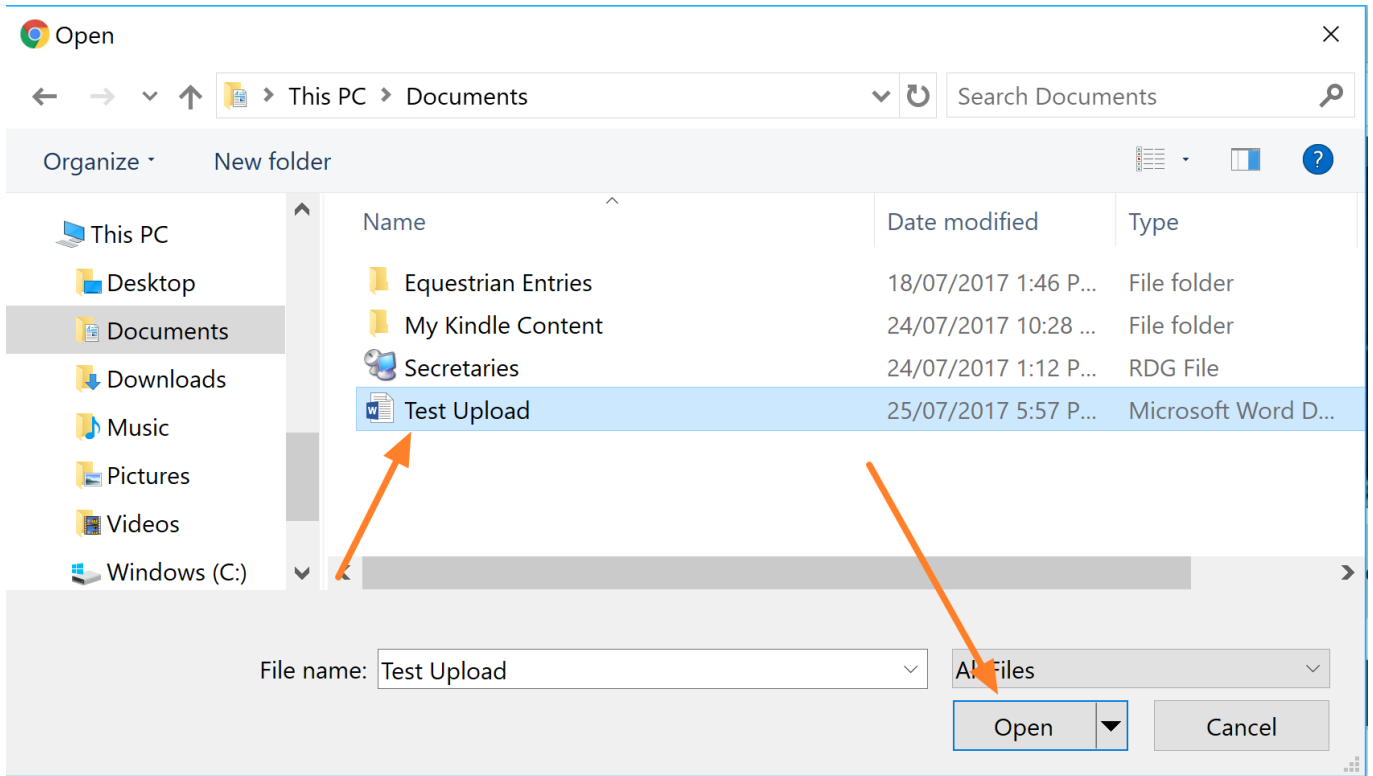 Open
This PC > Documents
Search Documents
Organize
New folder
?
Name Date modified Type
This PC
Desktop
Documents
Downloads
Music
Pictures
Videos
Windows (C:)
Equestrian Entries 18/07/2017 1:46 P... File folder
My Kindle Content 24/07/2017 10:28 ... File folder
Secretaries 24/07/2017 1:12 P... RDG File
Test Upload 25/07/2017 5:57 P... Microsoft Word D...
File name: Test Upload
All Files
Open
Cancel